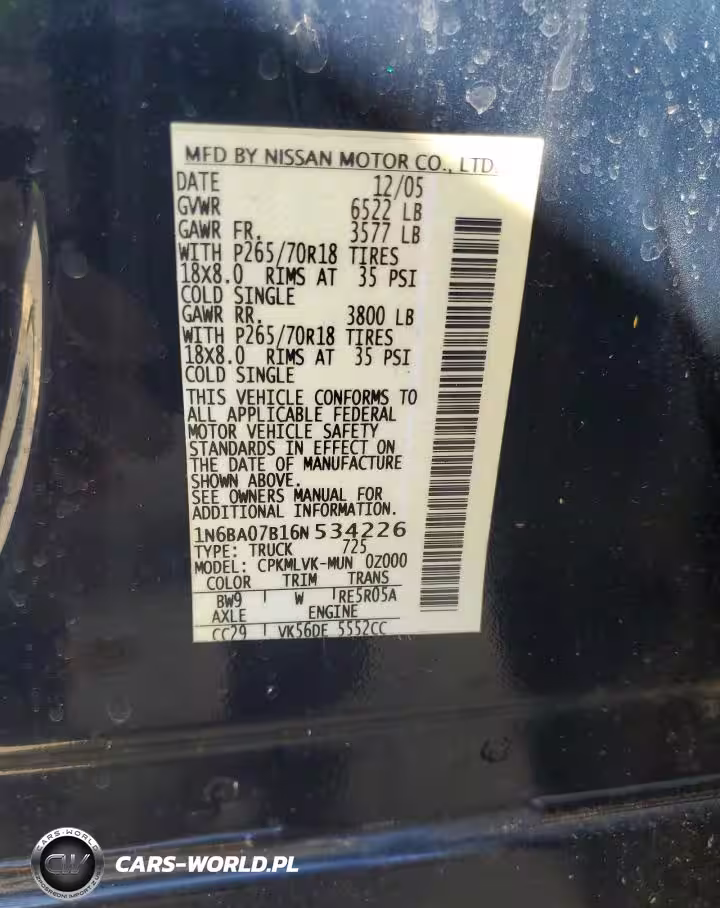 MFD BY NISSAN MOTOR CO., LTD.
DATE 12/05
GVWR 6522 LB
GAWR FR. 3577 LB
WITH P265/70R18 TIRES
18X8.0 RIMS AT 35 PSI
COLD SINGLE
GAWR RR. 3800 LB
WITH P265/70R18 TIRES
18X8.0 RIMS AT 35 PSI
COLD SINGLE
THIS VEHICLE CONFORMS TO
ALL APPLICABLE FEDERAL
MOTOR VEHICLE SAFETY
STANDARDS IN EFFECT ON
THE DATE OF MANUFACTURE
SHOWN ABOVE.
SEE OWNERS MANUAL FOR
ADDITIONAL INFORMATION.
1N6BA07B16N534226
TYPE: TRUCK 725
MODEL: CPKMLVK-MUN 0Z000
COLOR TRIM TRANS
BW9 W RE5R05A
AXLE ENGINE
CC29 VK56DE 5552CC
CARS-WORLD
CW
CARS-WORLD.PL